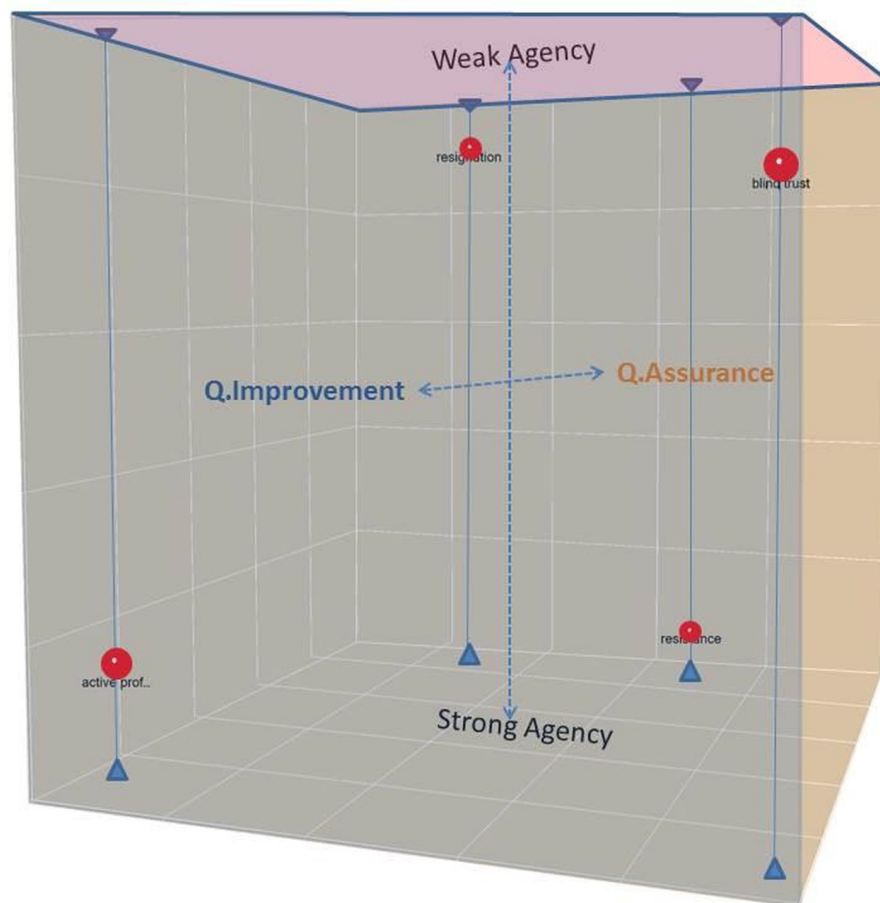 Weak Agency
resignation
blind trust
Q.Improvement
Q.Assurance
resistance
active prof..
Strong Agency